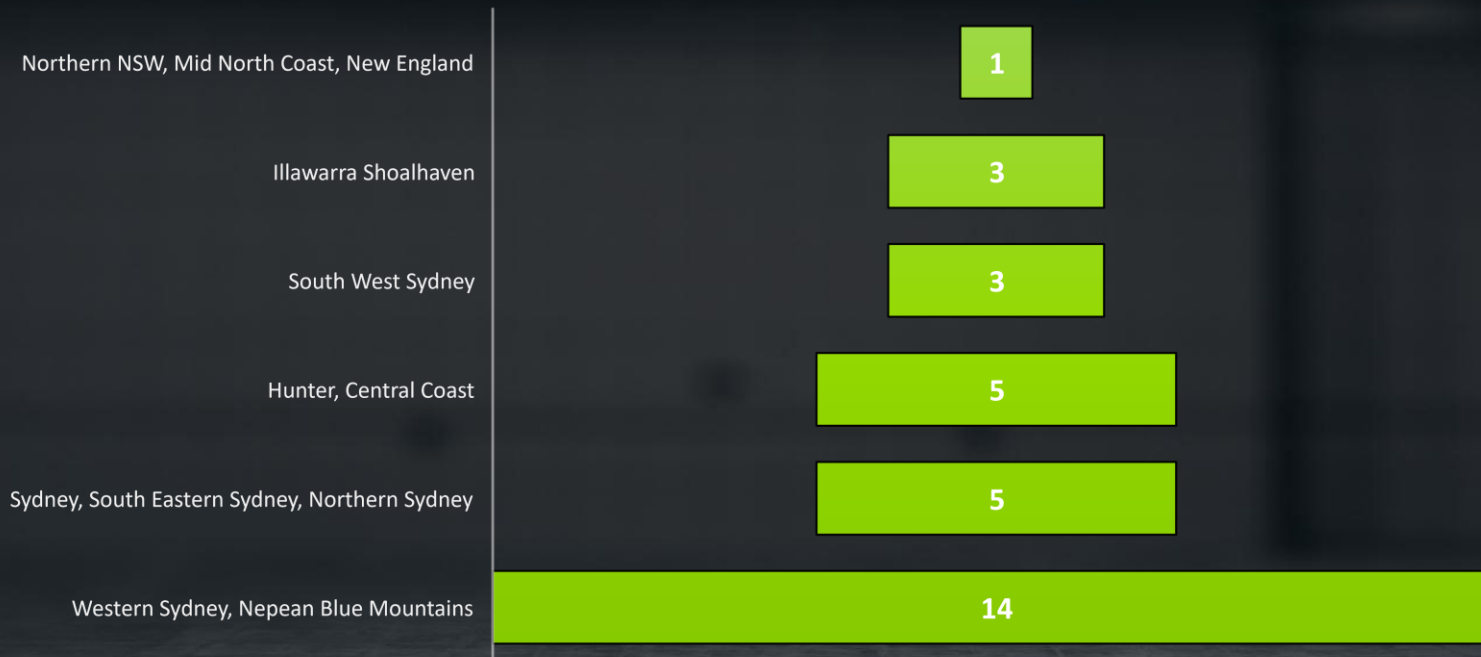 Northern NSW, Mid North Coast, New England 1
Illawarra Shoalhaven 3
South West Sydney 3
Hunter, Central Coast 5
Sydney, South Eastern Sydney, Northern Sydney 5
Western Sydney, Nepean Blue Mountains 14